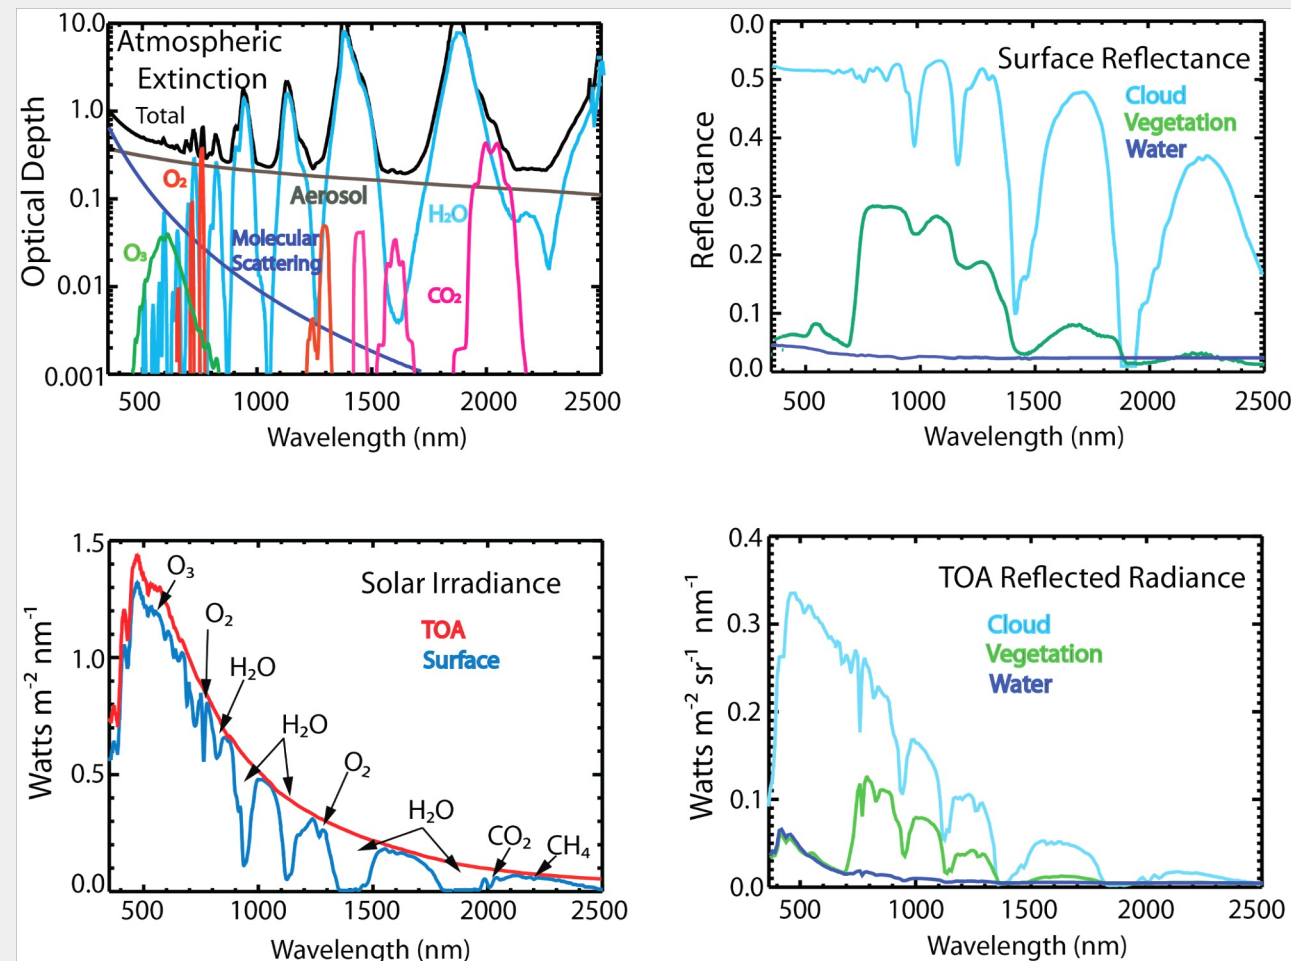 10.0
1.0
0.1
0.01
0.001
Optical Depth
Atmospheric
Extinction
Total
O₂
O₃
Molecular
Scattering
Aerosol
H₂O
CO₂
500 1000 1500 2000 2500
Wavelength (nm)
0.0
0.5
0.4
0.3
0.2
0.1
0.0
Reflectance
Surface Reflectance
Cloud
Vegetation
Water
500 1000 1500 2000 2500
Wavelength (nm)
1.5
1.0
0.5
0.0
Watts m⁻² nm⁻¹
Solar Irradiance
TOA
Surface
O₃
O₂
H₂O
H₂O
O₂
H₂O
CO₂
CH₄
500 1000 1500 2000 2500
Wavelength (nm)
0.4
0.3
0.2
0.1
0.0
Watts m⁻² sr⁻¹ nm⁻¹
TOA Reflected Radiance
Cloud
Vegetation
Water
500 1000 1500 2000 2500
Wavelength (nm)